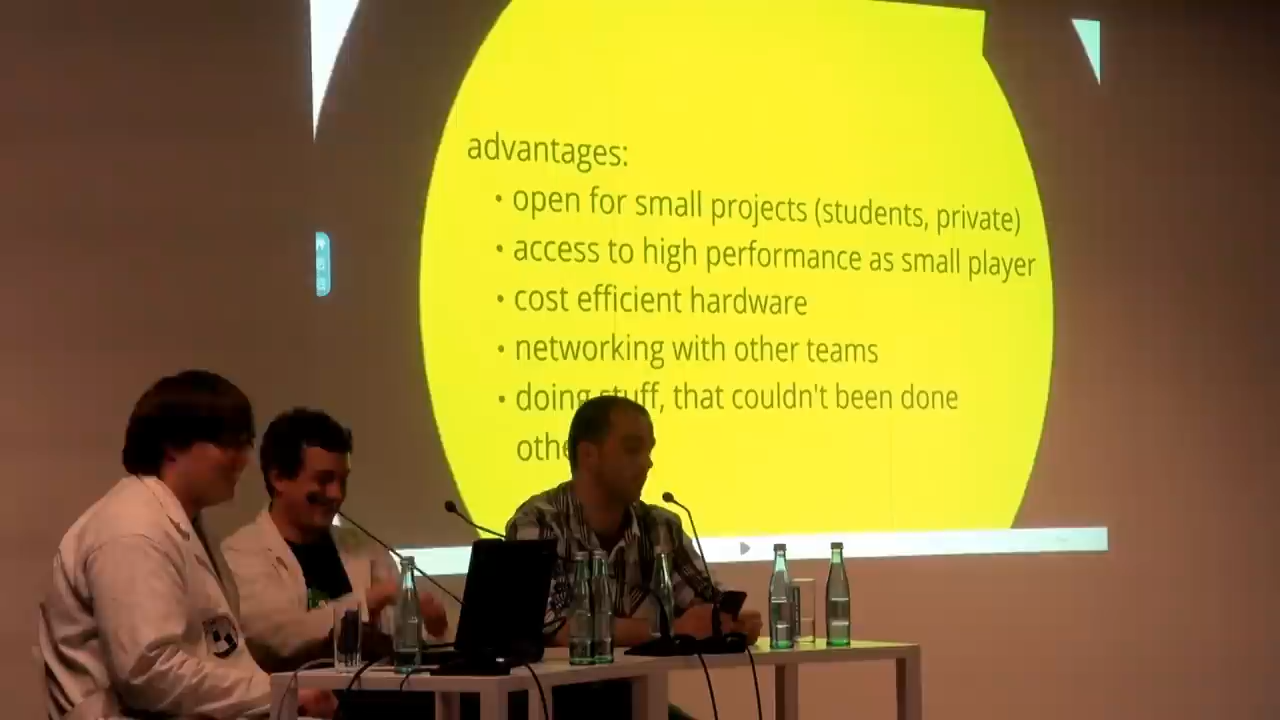 advantages:
• open for small projects (students, private)
• access to high performance as small player
• cost efficient hardware
• networking with other teams
• doing stuff, that couldn't been done